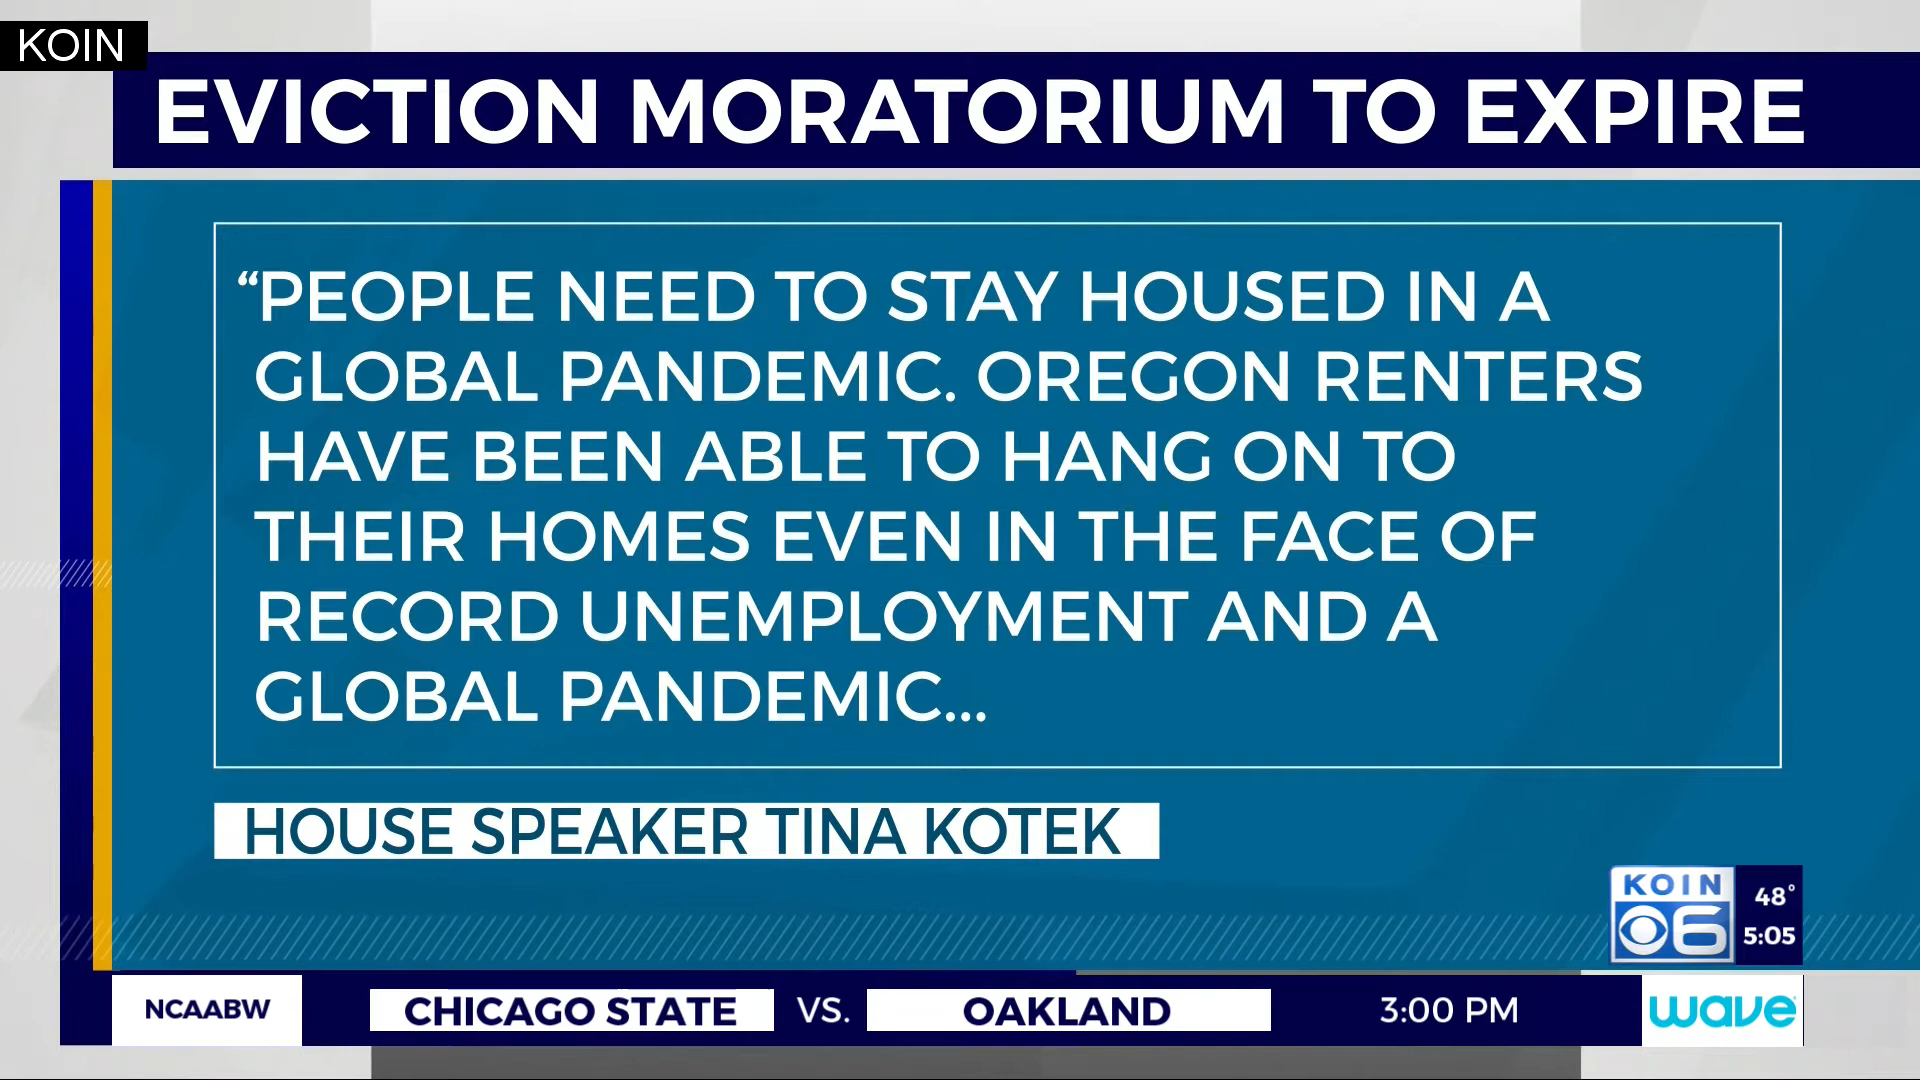 KOIN
EVICTION MORATORIUM TO EXPIRE
“PEOPLE NEED TO STAY HOUSED IN A
GLOBAL PANDEMIC. OREGON RENTERS
HAVE BEEN ABLE TO HANG ON TO
THEIR HOMES EVEN IN THE FACE OF
RECORD UNEMPLOYMENT AND A
GLOBAL PANDEMIC...
HOUSE SPEAKER TINA KOTEK
KOIN
6
48°
5:05
NCAABW CHICAGO STATE VS. OAKLAND 3:00 PM wave